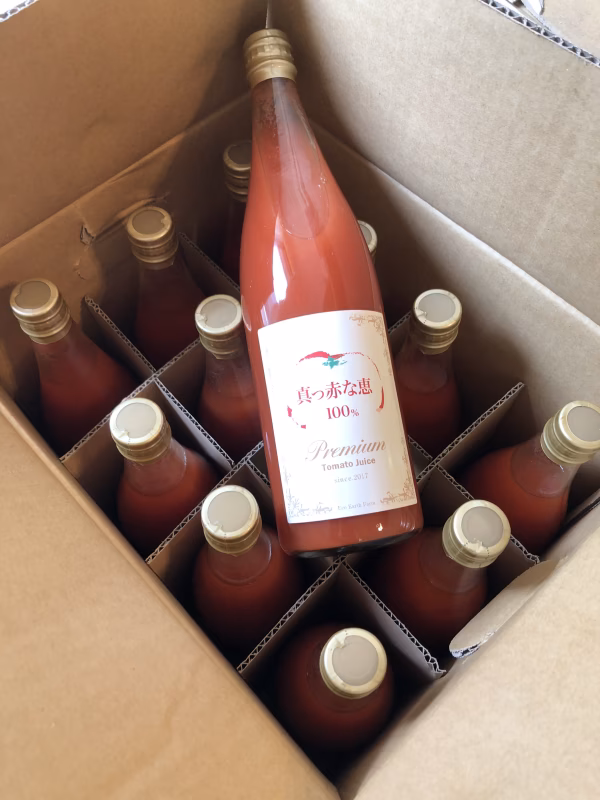 真っ赤な恵
100%
Premium
Tomato Juice
since 2017